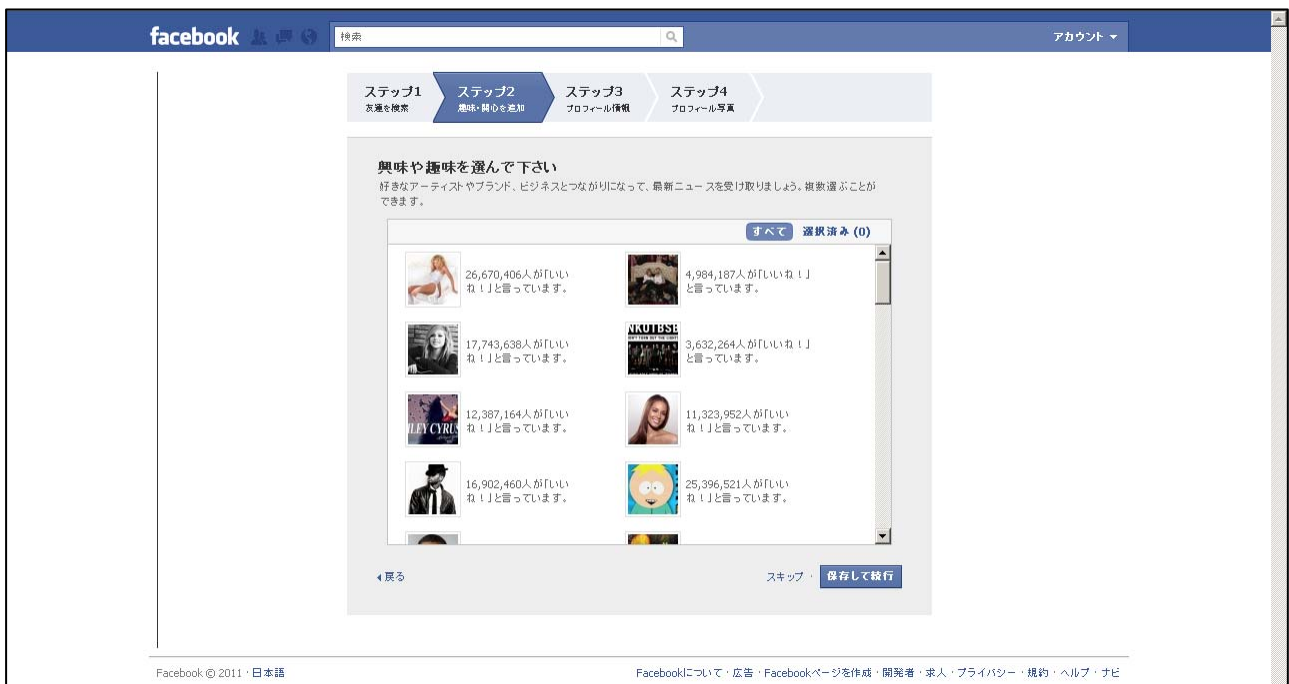 facebook
検索
アカウント
ステップ1
友達を検索
ステップ2
趣味・関心を追加
ステップ3
プロフィール情報
ステップ4
プロフィール写真
興味や趣味を選んで下さい
好きなアーティストやブランド、ビジネスとつながりになって、最新ニュースを受け取りましょう。複数選ぶことが
できます。
すべて 選択済み (0)
26,670,406人が「いい
ね！」と言っています。
4,984,187人が「いいね！」
と言っています。
17,743,638人が「いい
ね！」と言っています。
NKOTBSB
3,632,264人が「いいね！」
と言っています。
ILEY CYRUS
12,387,164人が「いい
ね！」と言っています。
11,323,952人が「いい
ね！」と言っています。
16,902,460人が「いい
ね！」と言っています。
25,396,521人が「いい
ね！」と言っています。
戻る
スキップ · 保存して続行
Facebook © 2011 · 日本語
Facebookについて · 広告 · Facebookページを作成 · 開発者 · 求人 · プライバシー · 規約 · ヘルプ · ナビ